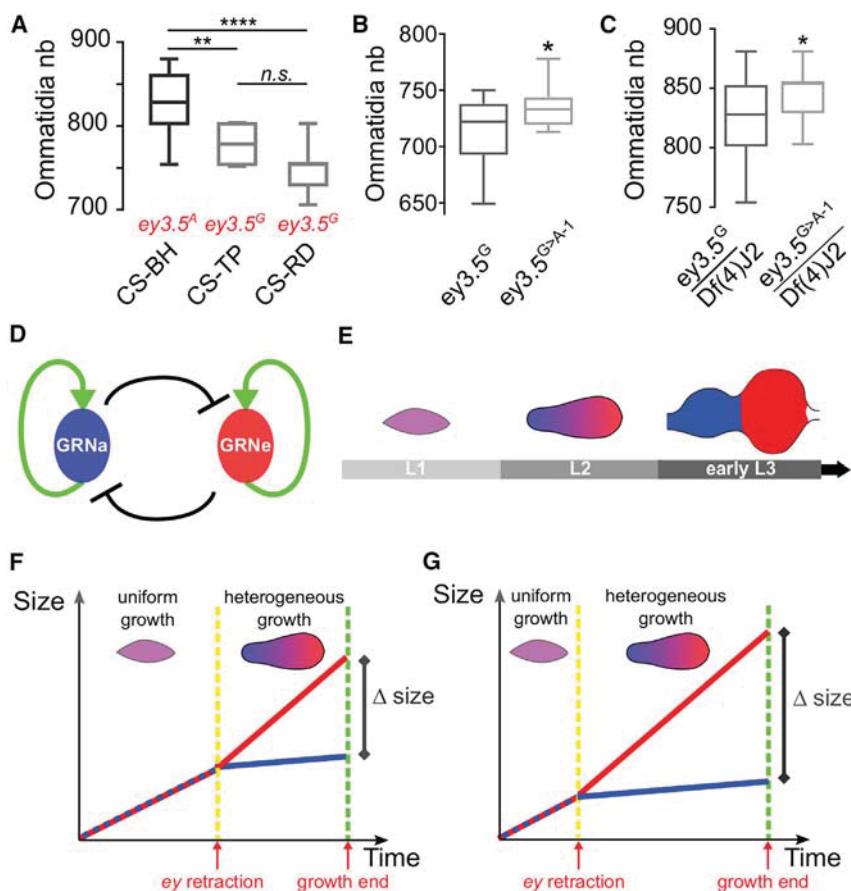 A
Ommatidia nb
900
800
700
****
**
n.s.
ey3.5A ey3.5G ey3.5G
CS-BH
CS-TP
CS-RD
B
Ommatidia nb
800
750
700
650
*
ey3.5G
ey3.5G>A-1
C
Ommatidia nb
900
850
800
750
*
ey3.5G
Df(4)J2
ey3.5G>A-1
Df(4)J2
D
GRNa
GRNe
E
L1 L2 early L3
F
Size
uniform growth
heterogeneous growth
Δ size
Time
ey retraction
growth end
G
Size
uniform growth
heterogeneous growth
Δ size
Time
ey retraction
growth end